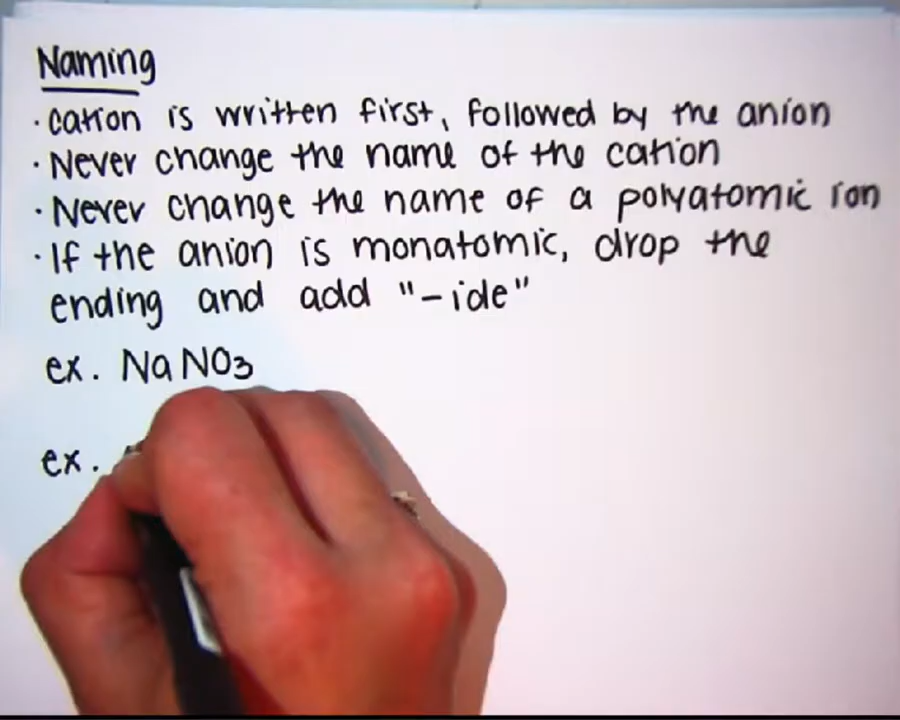 Naming
· cation is written first, followed by the anion
· Never change the name of the cation
· Never change the name of a polyatomic ion
· If the anion is monatomic, drop the
ending and add "-ide"
ex. NaNO₃
ex.